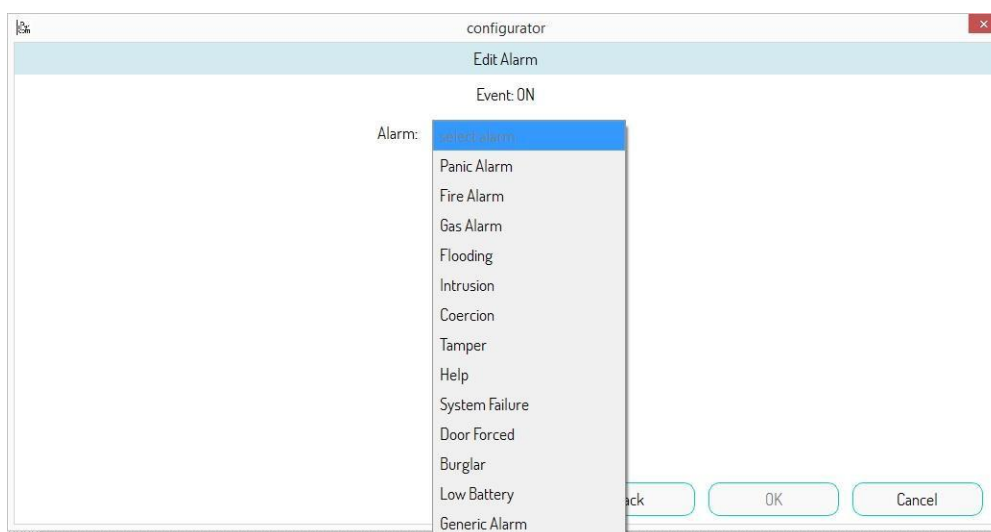 configurator
Edit Alarm
Event: ON
Alarm: select alarm
Panic Alarm
Fire Alarm
Gas Alarm
Flooding
Intrusion
Coercion
Tamper
Help
System Failure
Door Forced
Burglar
Low Battery
Generic Alarm
ack OK Cancel